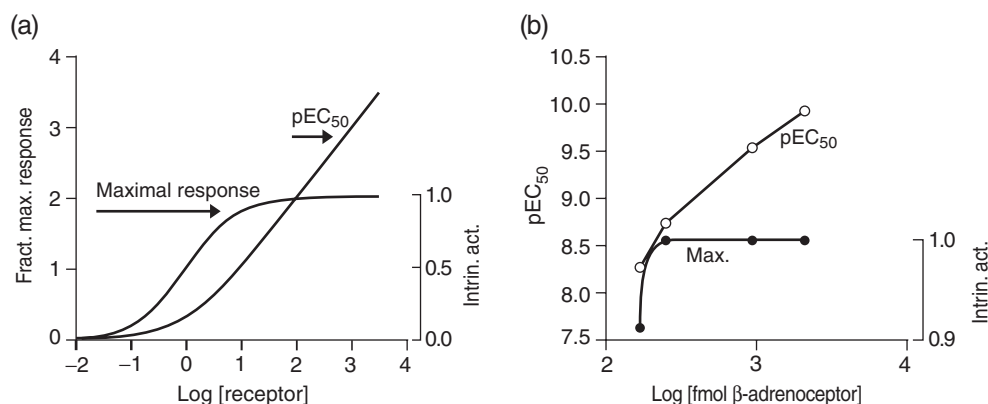 (a)
Fract. max. response
4
3
2
1
0
pEC50
Maximal response
1.0
0.5
0.0
Intrin. act.
–2 –1 0 1 2 3 4
Log [receptor]
(b)
pEC50
10.5
10.0
9.5
9.0
8.5
8.0
7.5
pEC50
Max.
1.0
0.9
Intrin. act.
2 3 4
Log [fmol β-adrenoceptor]